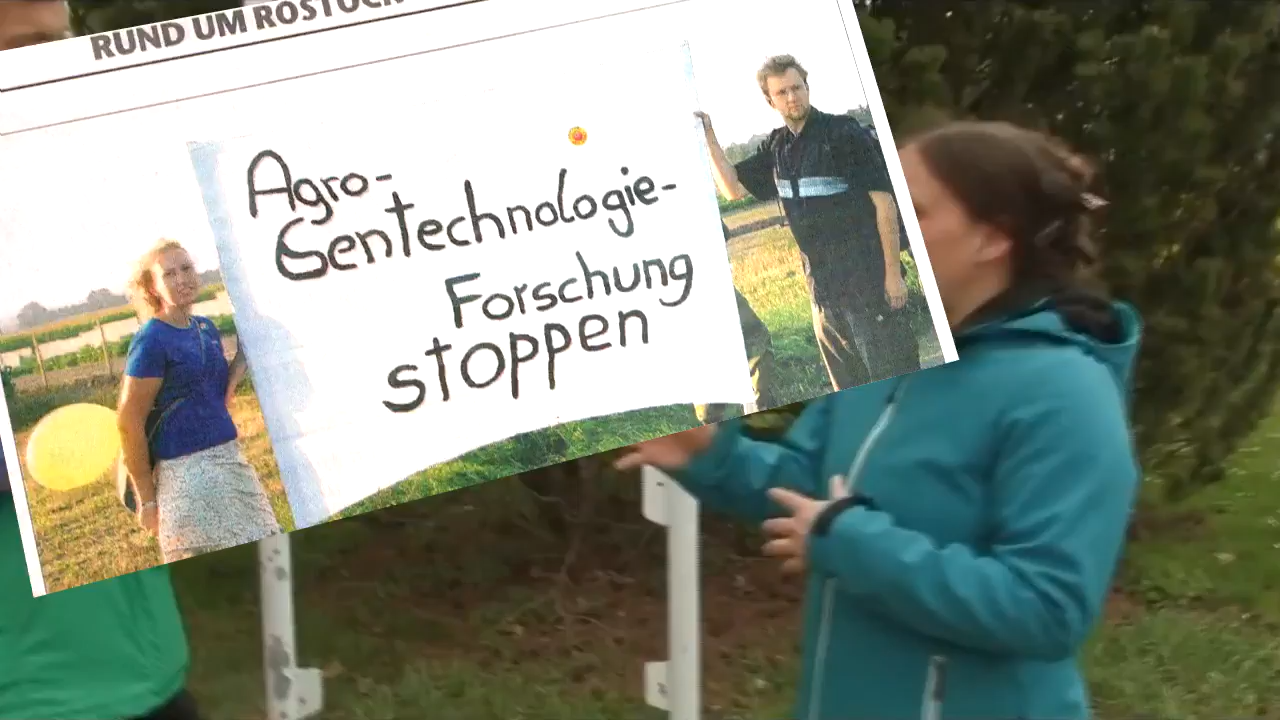 RUND UM ROSTOCK
Agro-
Gentechnologie-
Forschung
stoppen